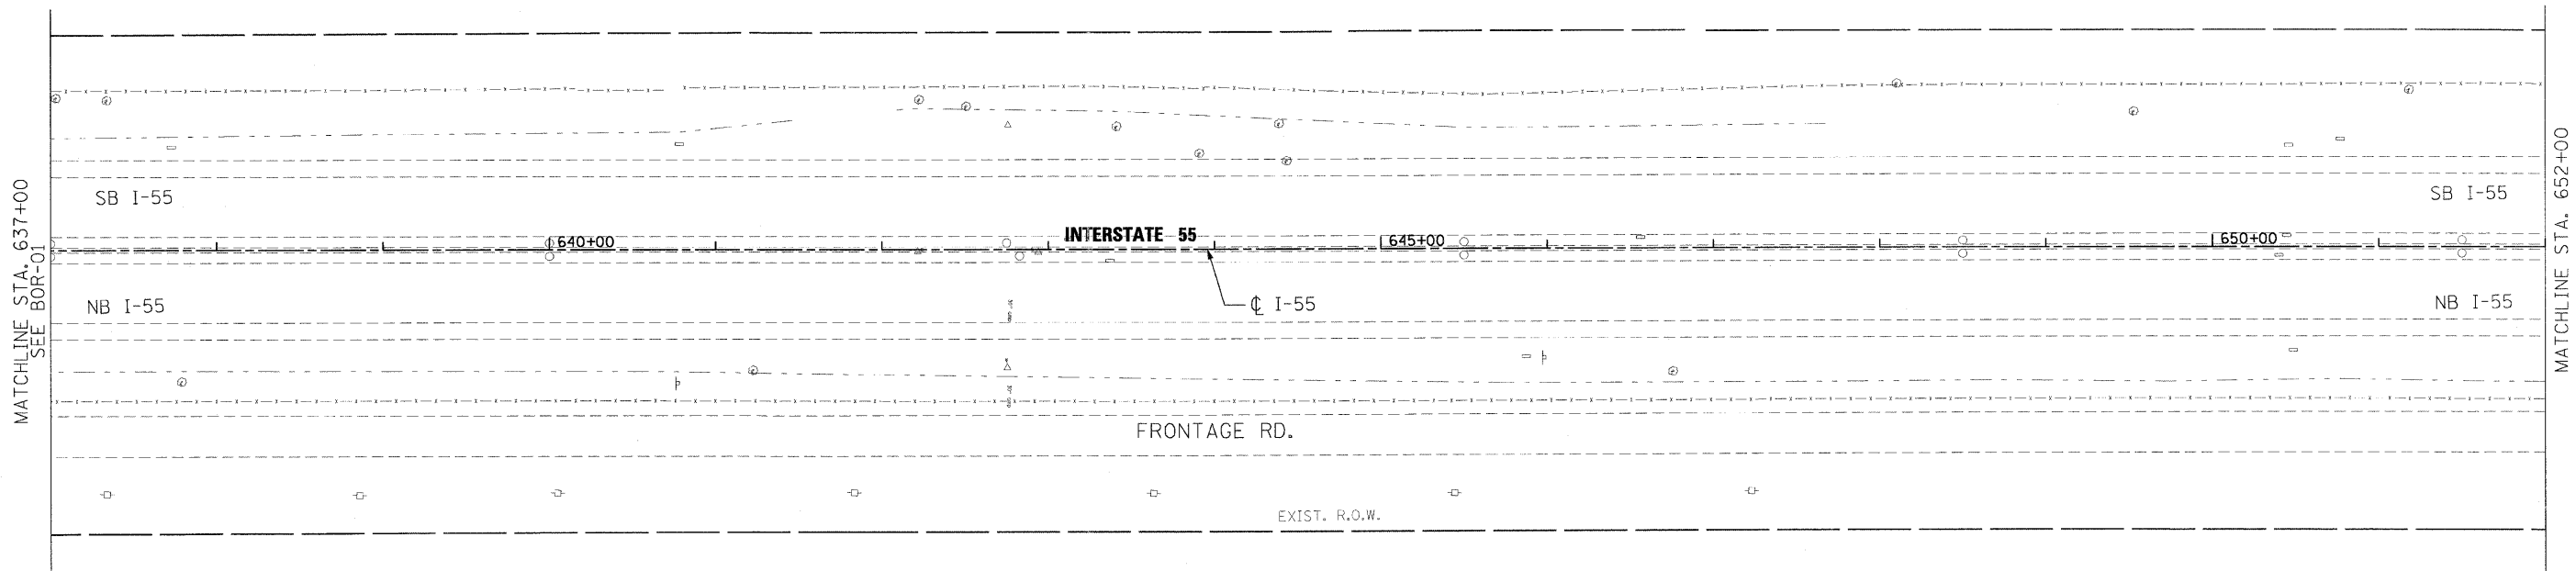 MATCHLINE STA. 637+00
SEE BOR-01
SB I-55
SB I-55
640+00
INTERSTATE 55
645+00
650+00
NB I-55
℄ I-55
NB I-55
FRONTAGE RD.
EXIST. R.O.W.
MATCHLINE STA. 652+00